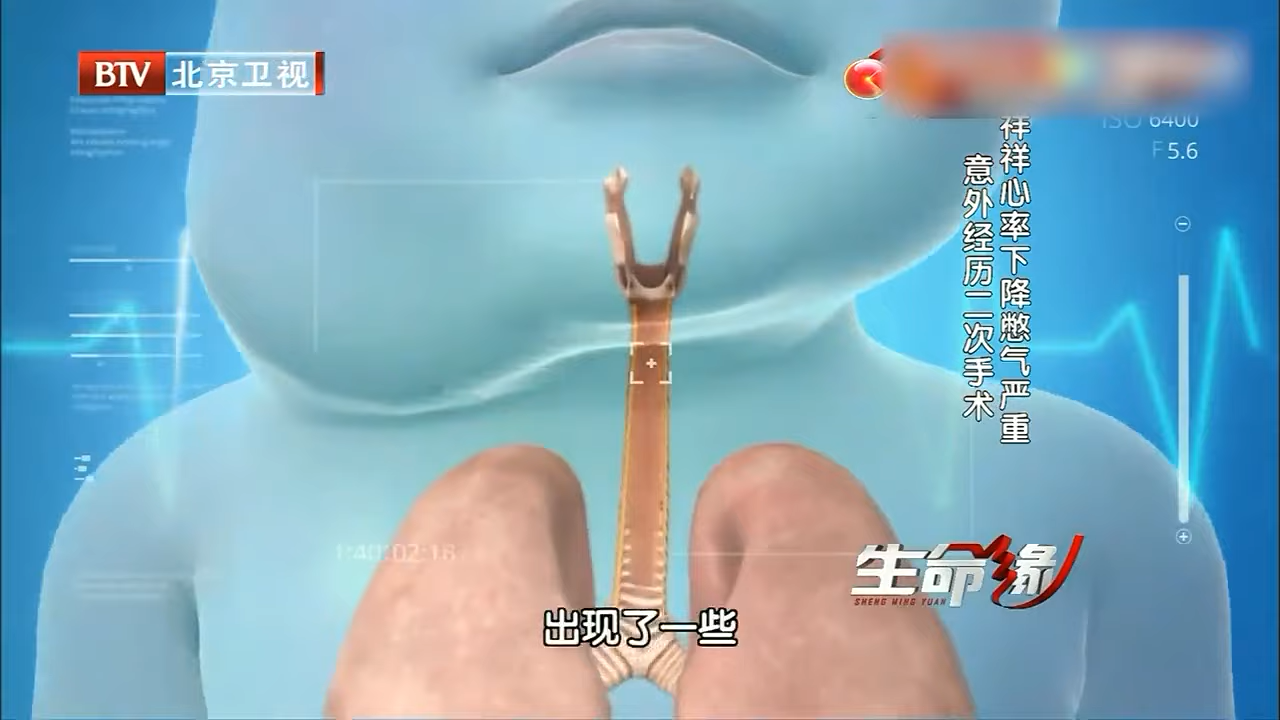 BTV 北京卫视
ISO 6400
F 5.6
祥祥心率下降憋气严重
意外经历二次手术
生命缘
SHENG MING YUAN
出现了一些